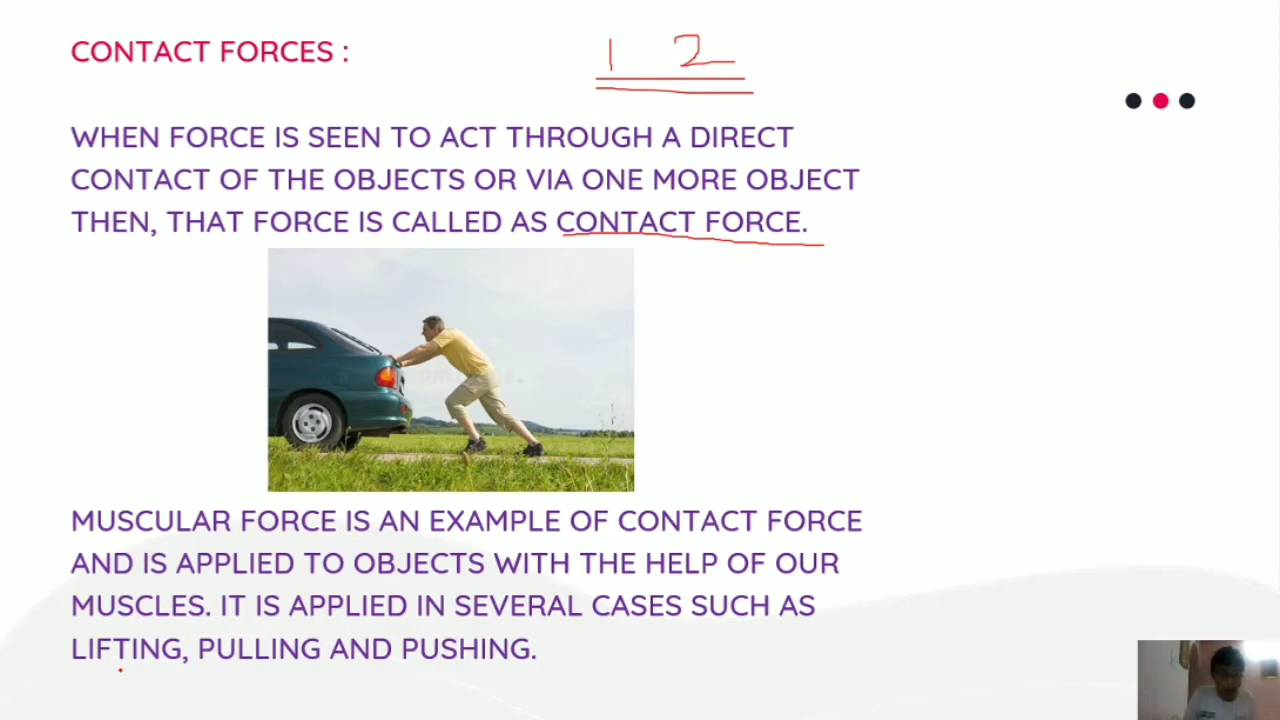 CONTACT FORCES :
1 2
WHEN FORCE IS SEEN TO ACT THROUGH A DIRECT
CONTACT OF THE OBJECTS OR VIA ONE MORE OBJECT
THEN, THAT FORCE IS CALLED AS CONTACT FORCE.
MUSCULAR FORCE IS AN EXAMPLE OF CONTACT FORCE
AND IS APPLIED TO OBJECTS WITH THE HELP OF OUR
MUSCLES. IT IS APPLIED IN SEVERAL CASES SUCH AS
LIFTING, PULLING AND PUSHING.